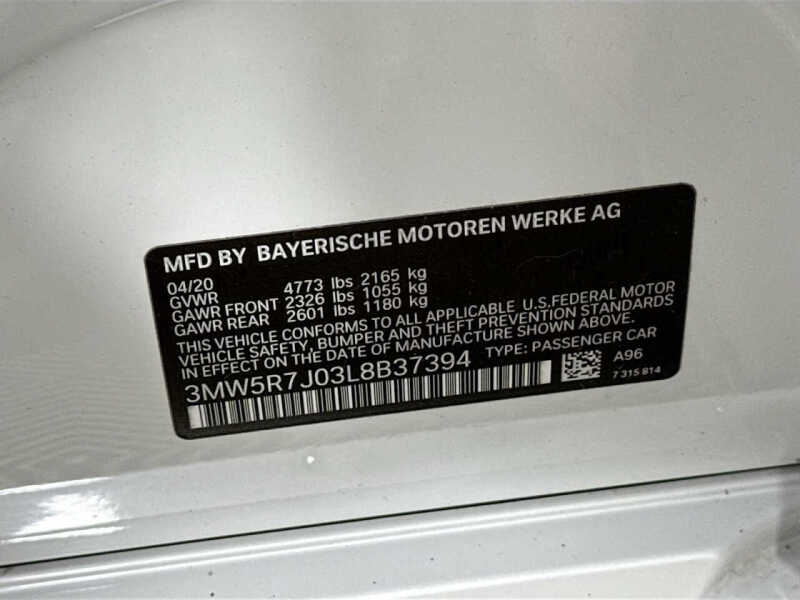 MFD BY BAYERISCHE MOTOREN WERKE AG
04/20
GVWR 4773 lbs 2165 kg
GAWR FRONT 2326 lbs 1055 kg
GAWR REAR 2601 lbs 1180 kg
THIS VEHICLE CONFORMS TO ALL APPLICABLE U.S.FEDERAL MOTOR
VEHICLE SAFETY, BUMPER AND THEFT PREVENTION STANDARDS
IN EFFECT ON THE DATE OF MANUFACTURE SHOWN ABOVE.
3MW5R7J03L8B37394 TYPE: PASSENGER CAR
A96
7 315 814